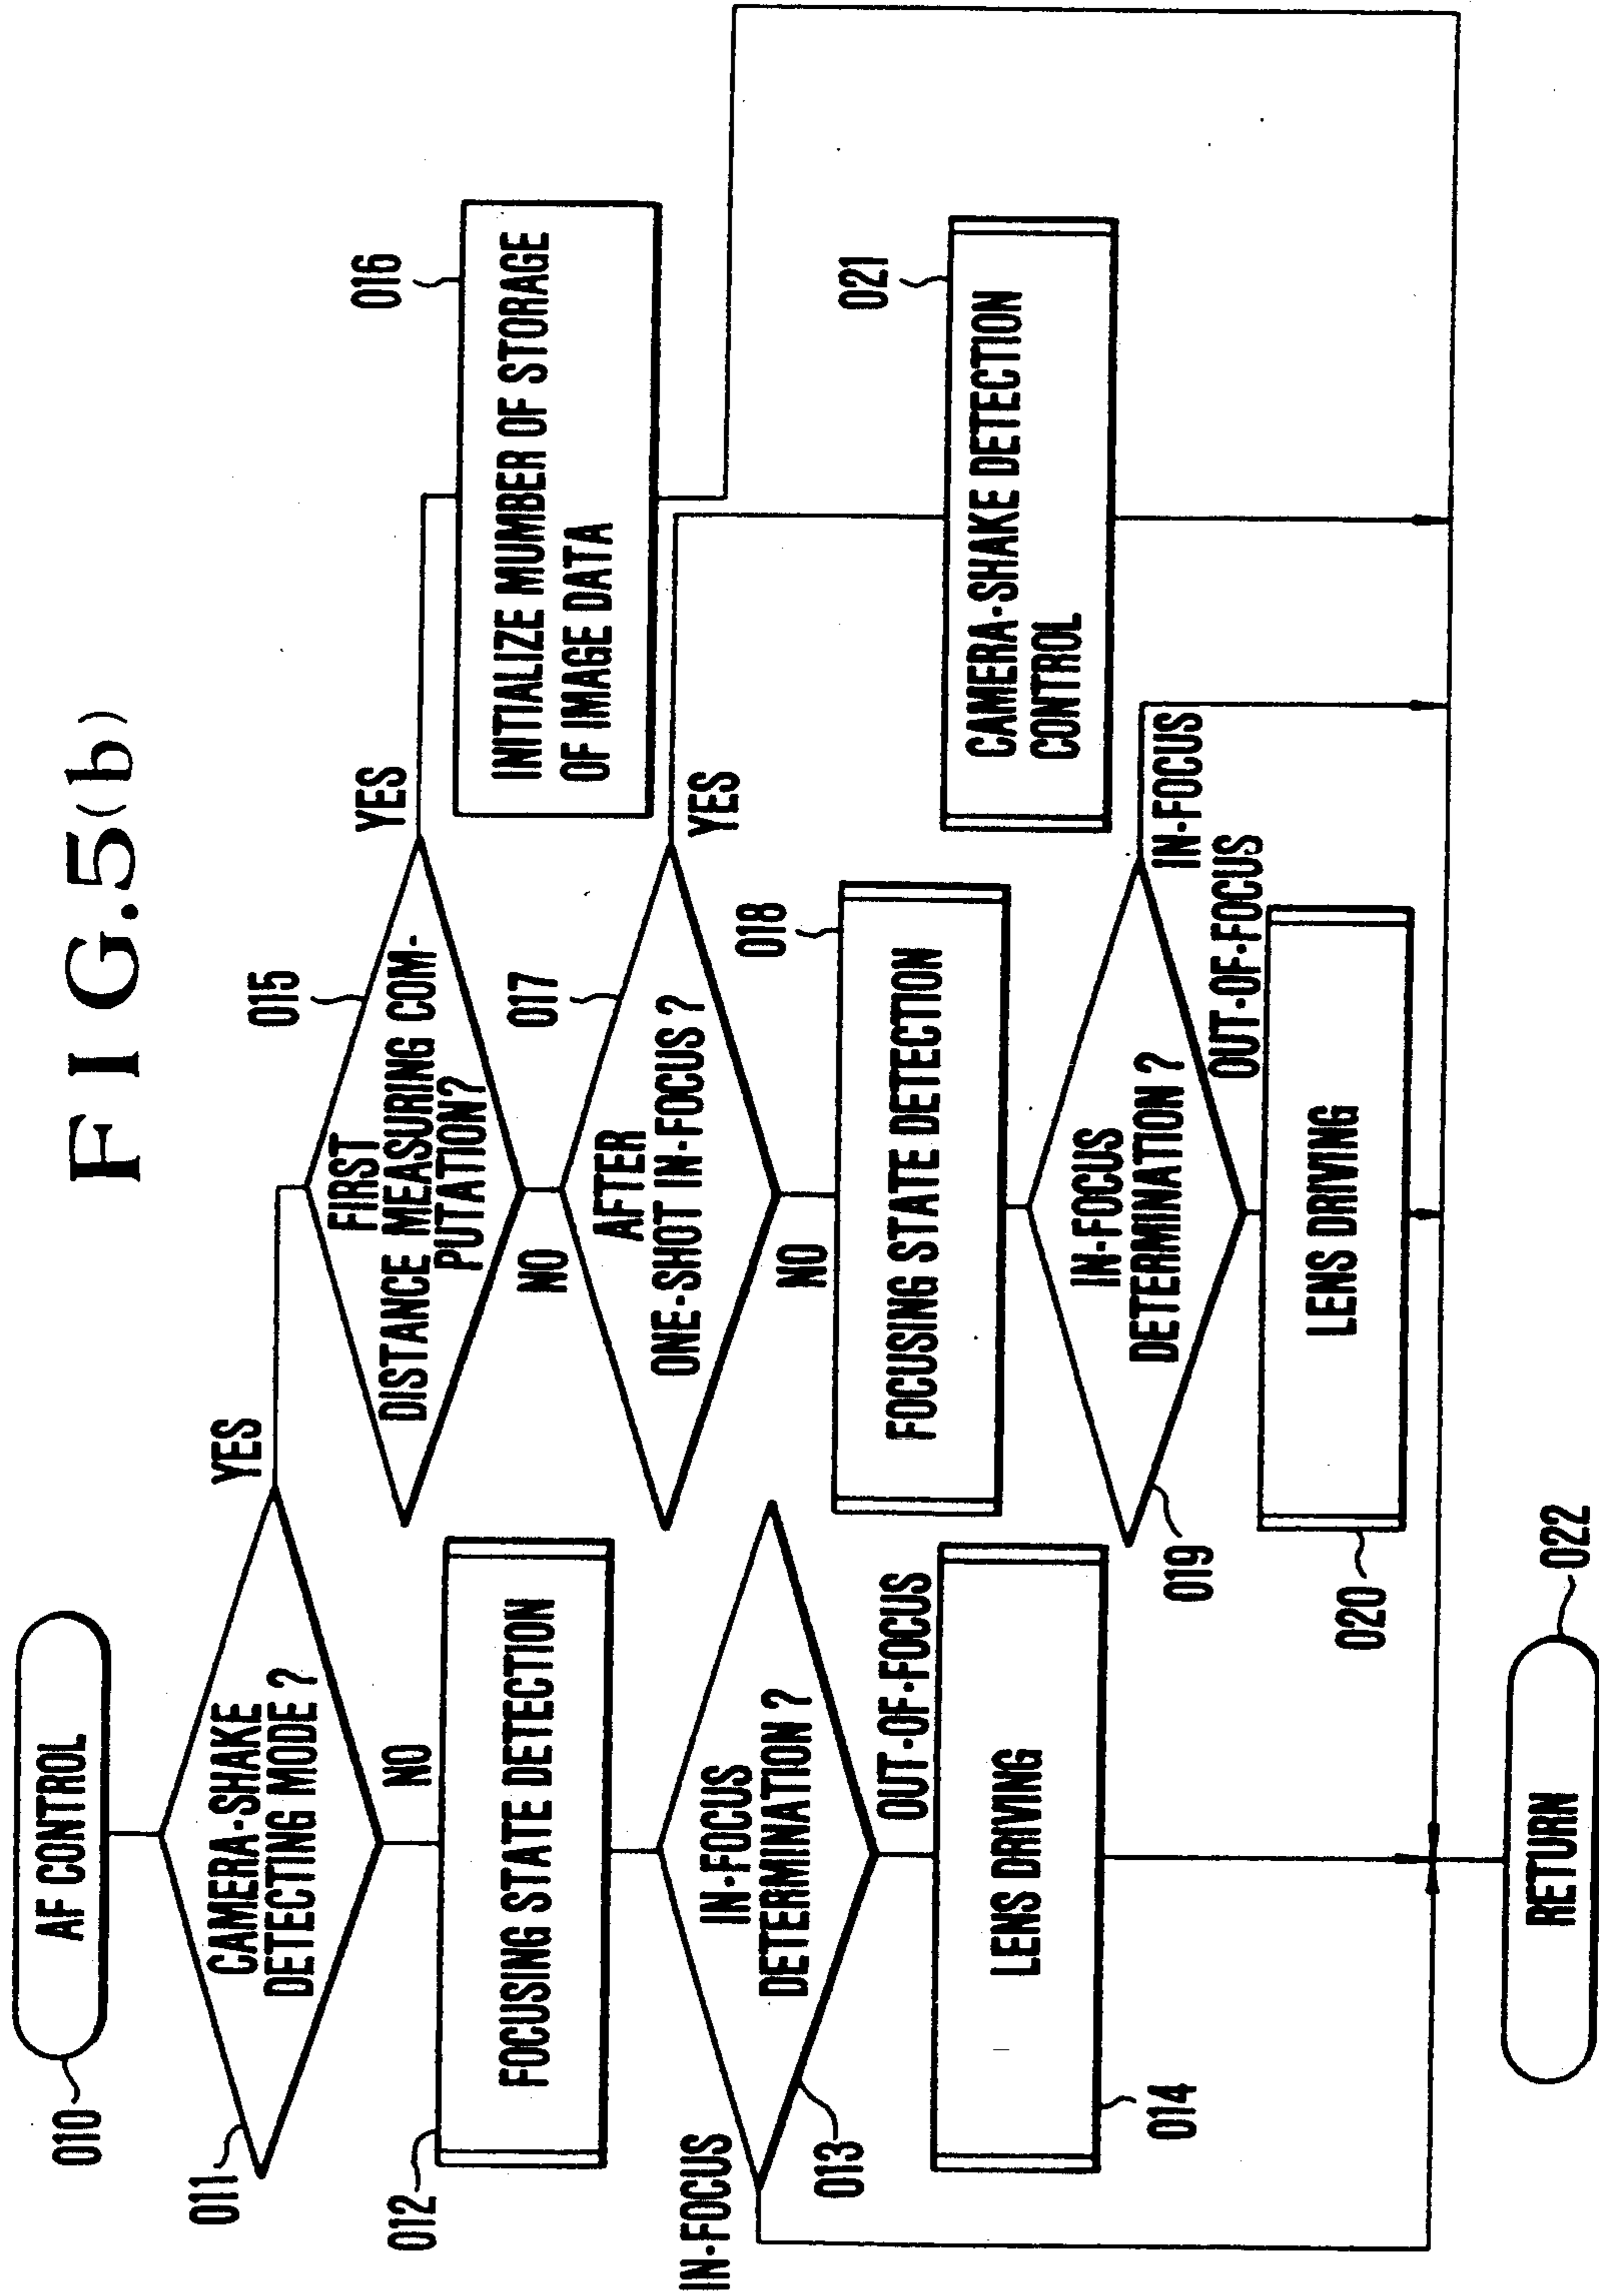 FIG.5(b)
AF CONTROL
010
CAMERA-SHAKE
DETECTING MODE ?
011
YES
NO
FOCUSING STATE DETECTION
012
IN-FOCUS
DETERMINATION ?
013
IN-FOCUS
OUT-OF-FOCUS
LENS DRIVING
014
FIRST
DISTANCE MEASURING COM-
PUTATION?
015
YES
NO
INITIALIZE MUMBER OF STORAGE
OF IMAGE DATA
016
AFTER
ONE-SHOT IN-FOCUS ?
017
YES
NO
FOCUSING STATE DETECTION
018
IN-FOCUS
DETERMINATION ?
019
IN-FOCUS
OUT-OF-FOCUS
LENS DRIVING
020
CAMERA-SHAKE DETECTION
CONTROL
021
RETURN
022